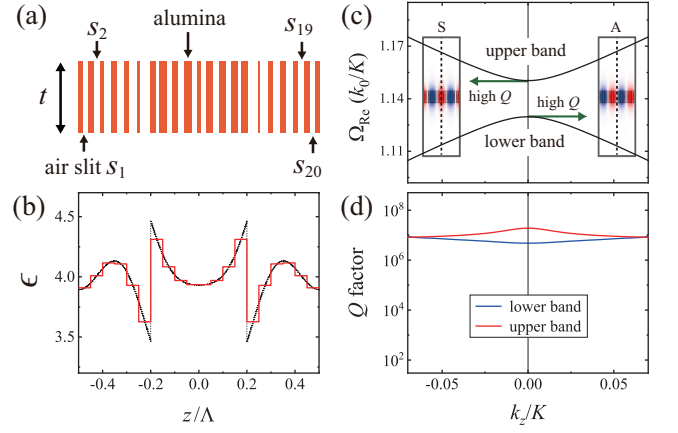 (a)
alumina
s2
s19
t
air slit s1
s20
(b)
4.5
4.0
3.5
ϵ
-0.4
-0.2
0.0
0.2
0.4
z/Λ
(c)
S
A
1.17
1.14
1.11
ΩRe (k0/K)
upper band
high Q
high Q
lower band
(d)
10^8
10^6
10^4
10^2
Q factor
lower band
upper band
-0.05
0.00
0.05
kz/K